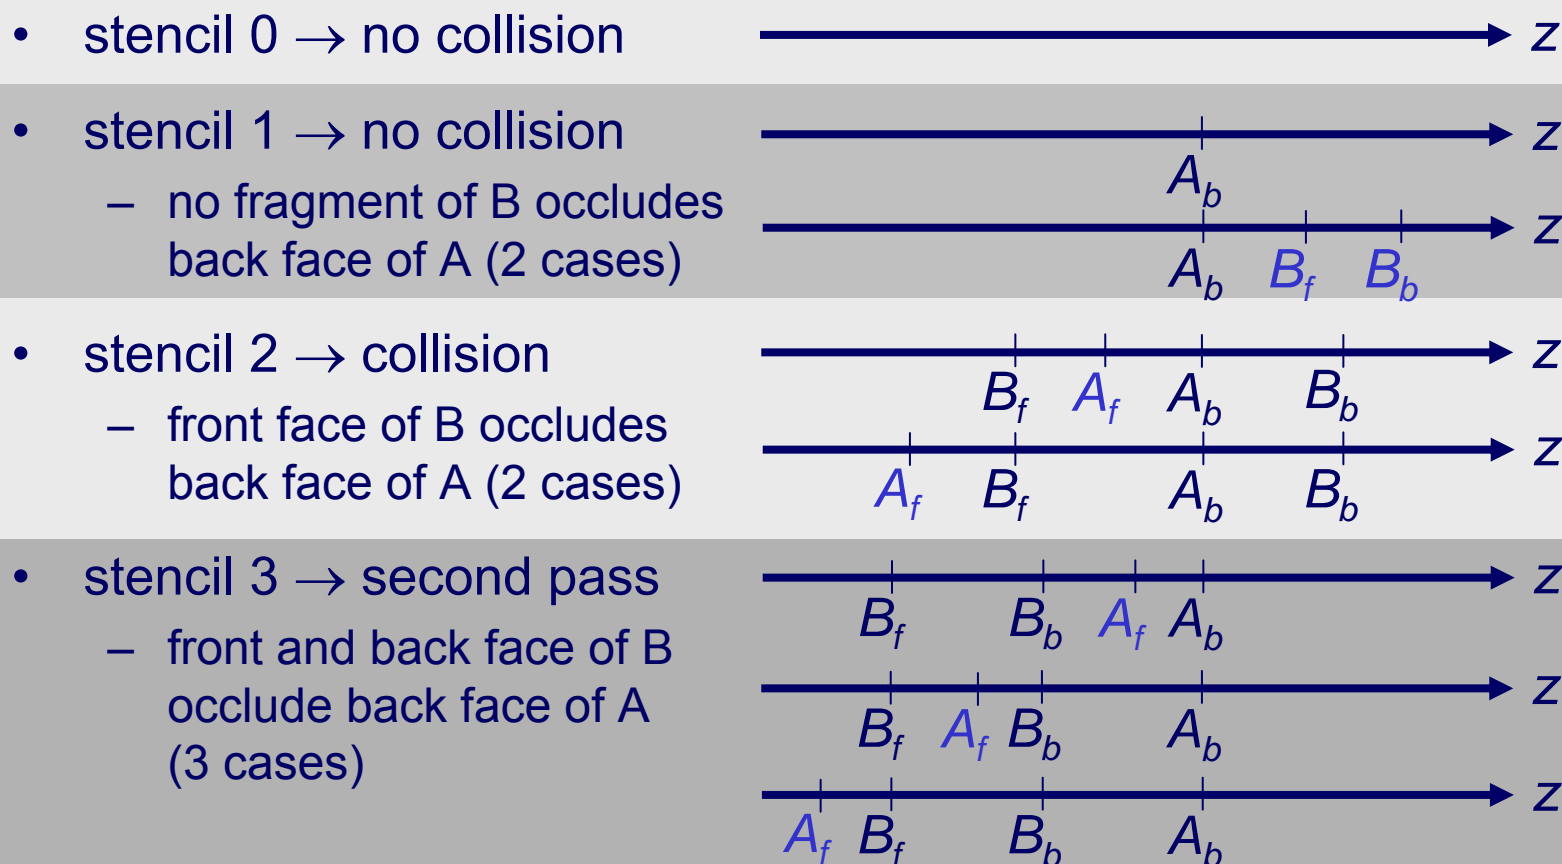 • stencil 0 → no collision z
• stencil 1 → no collision z
A_b
– no fragment of B occludes
z
back face of A (2 cases)
A_b B_f B_b
• stencil 2 → collision z
B_f A_f A_b B_b
– front face of B occludes
z
back face of A (2 cases)
A_f B_f A_b B_b
• stencil 3 → second pass z
B_f B_b A_f A_b
– front and back face of B
z
occlude back face of A
B_f A_f B_b A_b
(3 cases)
z
A_f B_f B_b A_b